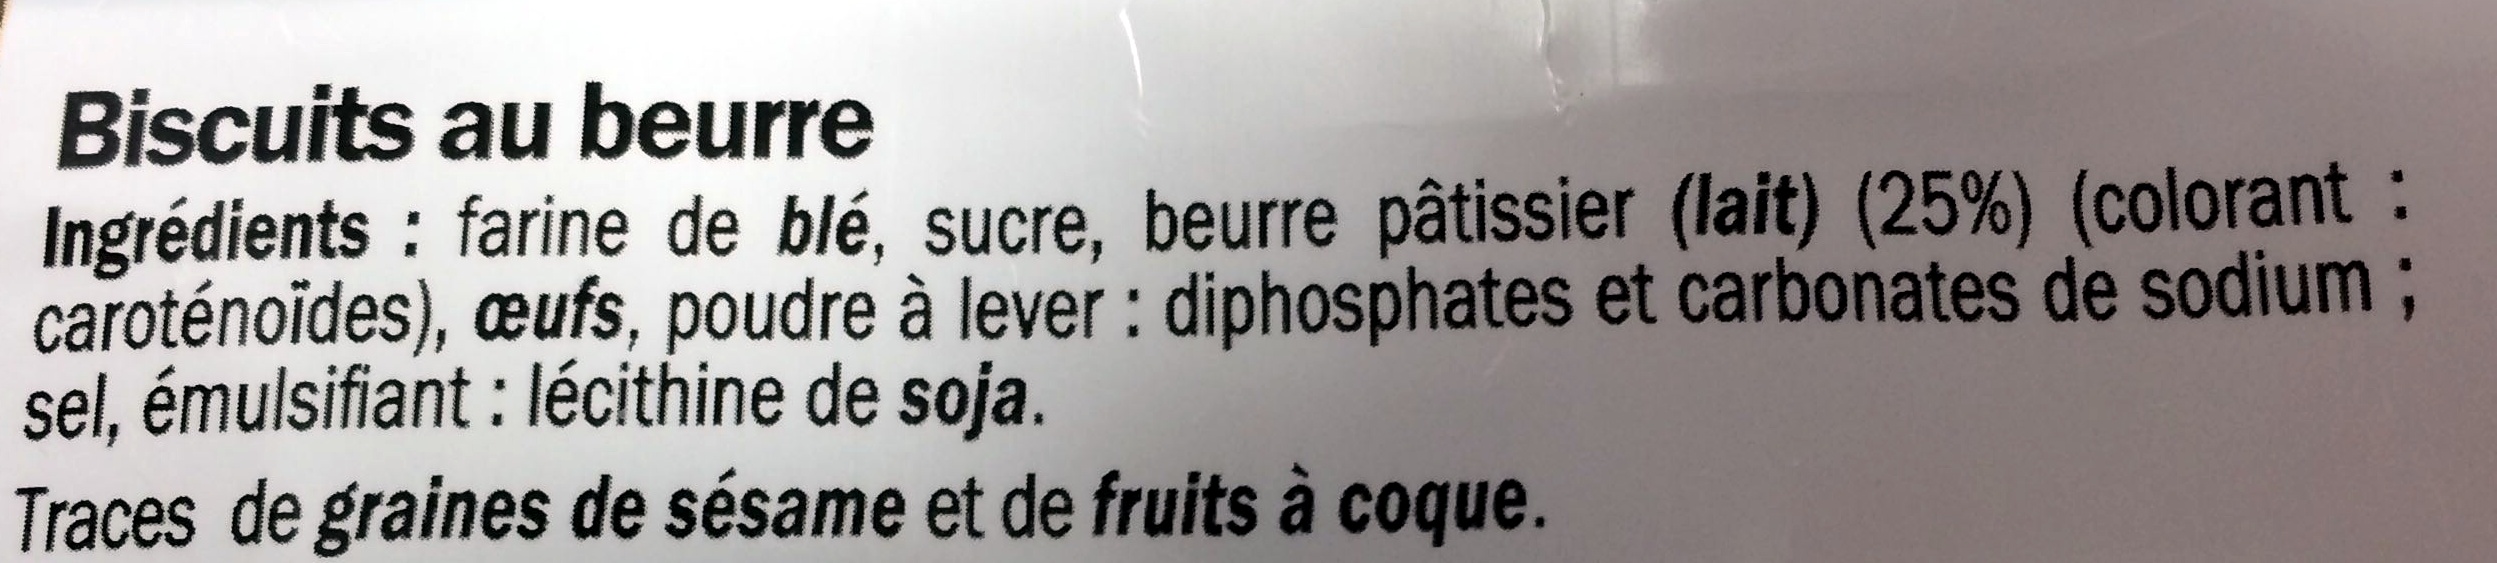 Biscuits au beurre
Ingrédients : farine de blé, sucre, beurre pâtissier (lait) (25%) (colorant :
caroténoïdes), œufs, poudre à lever : diphosphates et carbonates de sodium ;
sel, émulsifiant : lécithine de soja.
Traces de graines de sésame et de fruits à coque.